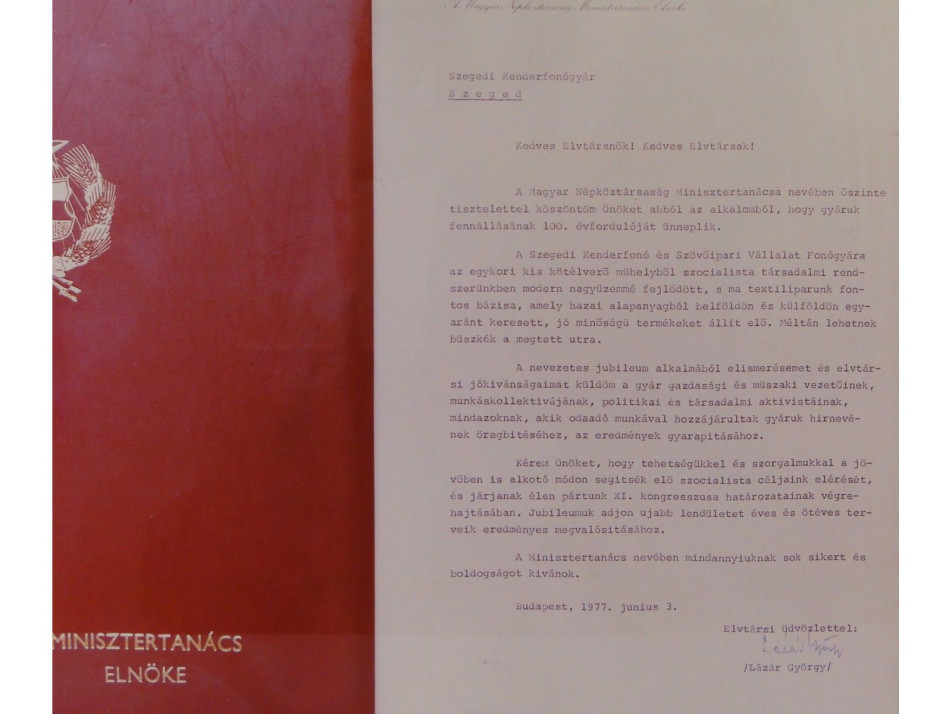 MINISZTERTANÁCS
ELNÖKE
A Magyar Népköztársaság Minisztertanácsa Elnöke
Szegedi Kenderfonógyár
S z e g e d
Kedves Elvtársnők! Kedves Elvtársak!
A Magyar Népköztársaság Minisztertanácsa nevében őszinte
tisztelettel köszöntöm önöket abból az alkalomból, hogy gyáruk
fennállásának 100. évfordulóját ünneplik.
A Szegedi Kenderfonó és Szövőipari Vállalat Fonógyára
az egykori kis kötélverő műhelyből szocialista társadalmi rend-
szerünkben modern nagyüzemmé fejlődött, s ma textiliparunk fon-
tos bázisa, amely hazai alapanyagból belföldön és külföldön egy-
aránt keresett, jó minőségű termékeket állit elő. Méltán lehetnek
büszkék a megtett utra.
A nevezetes jubileum alkalmából elismerésemet és elvtár-
si jókivánságaimat küldöm a gyár gazdasági és müszaki vezetőinek,
munkáskollektivájának, politikai és társadalmi aktivistáinak,
mindazoknak, akik odaadó munkával hozzájárultak gyáruk hirnevé-
nek öregbitéséhez, az eredmények gyarapitásához.
Kérem önöket, hogy tehetségükkel és szorgalmukkal a jö-
vőben is alkotó módon segitsék elő szocialista céljaink elérését,
és járjanak élen pártunk XI. kongresszusa határozatainak végre-
hajtásában. Jubileumuk adjon ujabb lendületet éves és ötéves ter-
veik eredményes megvalósitásához.
A Minisztertanács nevében mindannyiuknak sok sikert és
boldogságot kivánok.
Budapest, 1977. junius 3.
Elvtársi üdvözlettel:
Lázár György
/Lázár György/